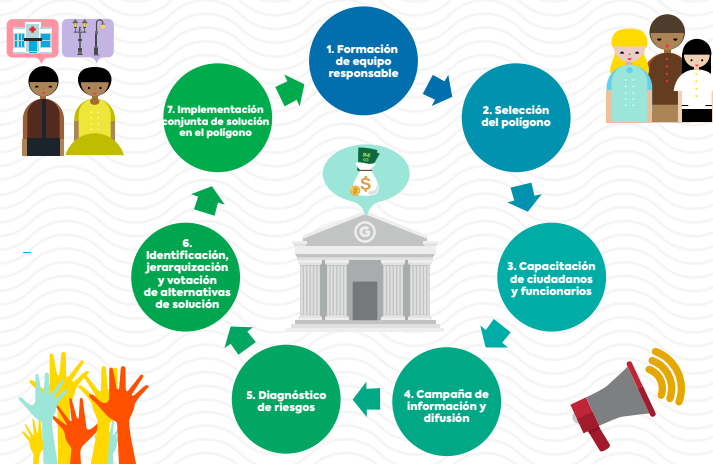 1. Formación
de equipo
responsable
2. Selección
del polígono
3. Capacitación
de ciudadanos
y funcionarios
4. Campaña de
información y
difusión
5. Diagnóstico
de riesgos
6.
Identificación,
jerarquización
y votación
de alternativas
de solución
7. Implementación
conjunta de solución
en el polígono
G
$